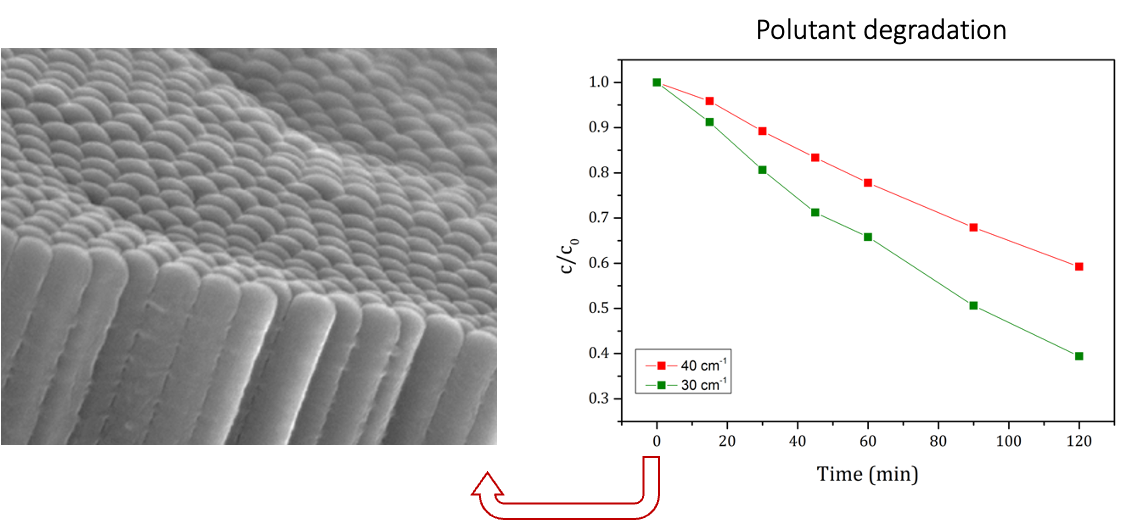 Polutant degradation
1.0
0.9
0.8
0.7
0.6
0.5
0.4
0.3
c/c₀
40 cm⁻¹
30 cm⁻¹
0 20 40 60 80 100 120
Time (min)